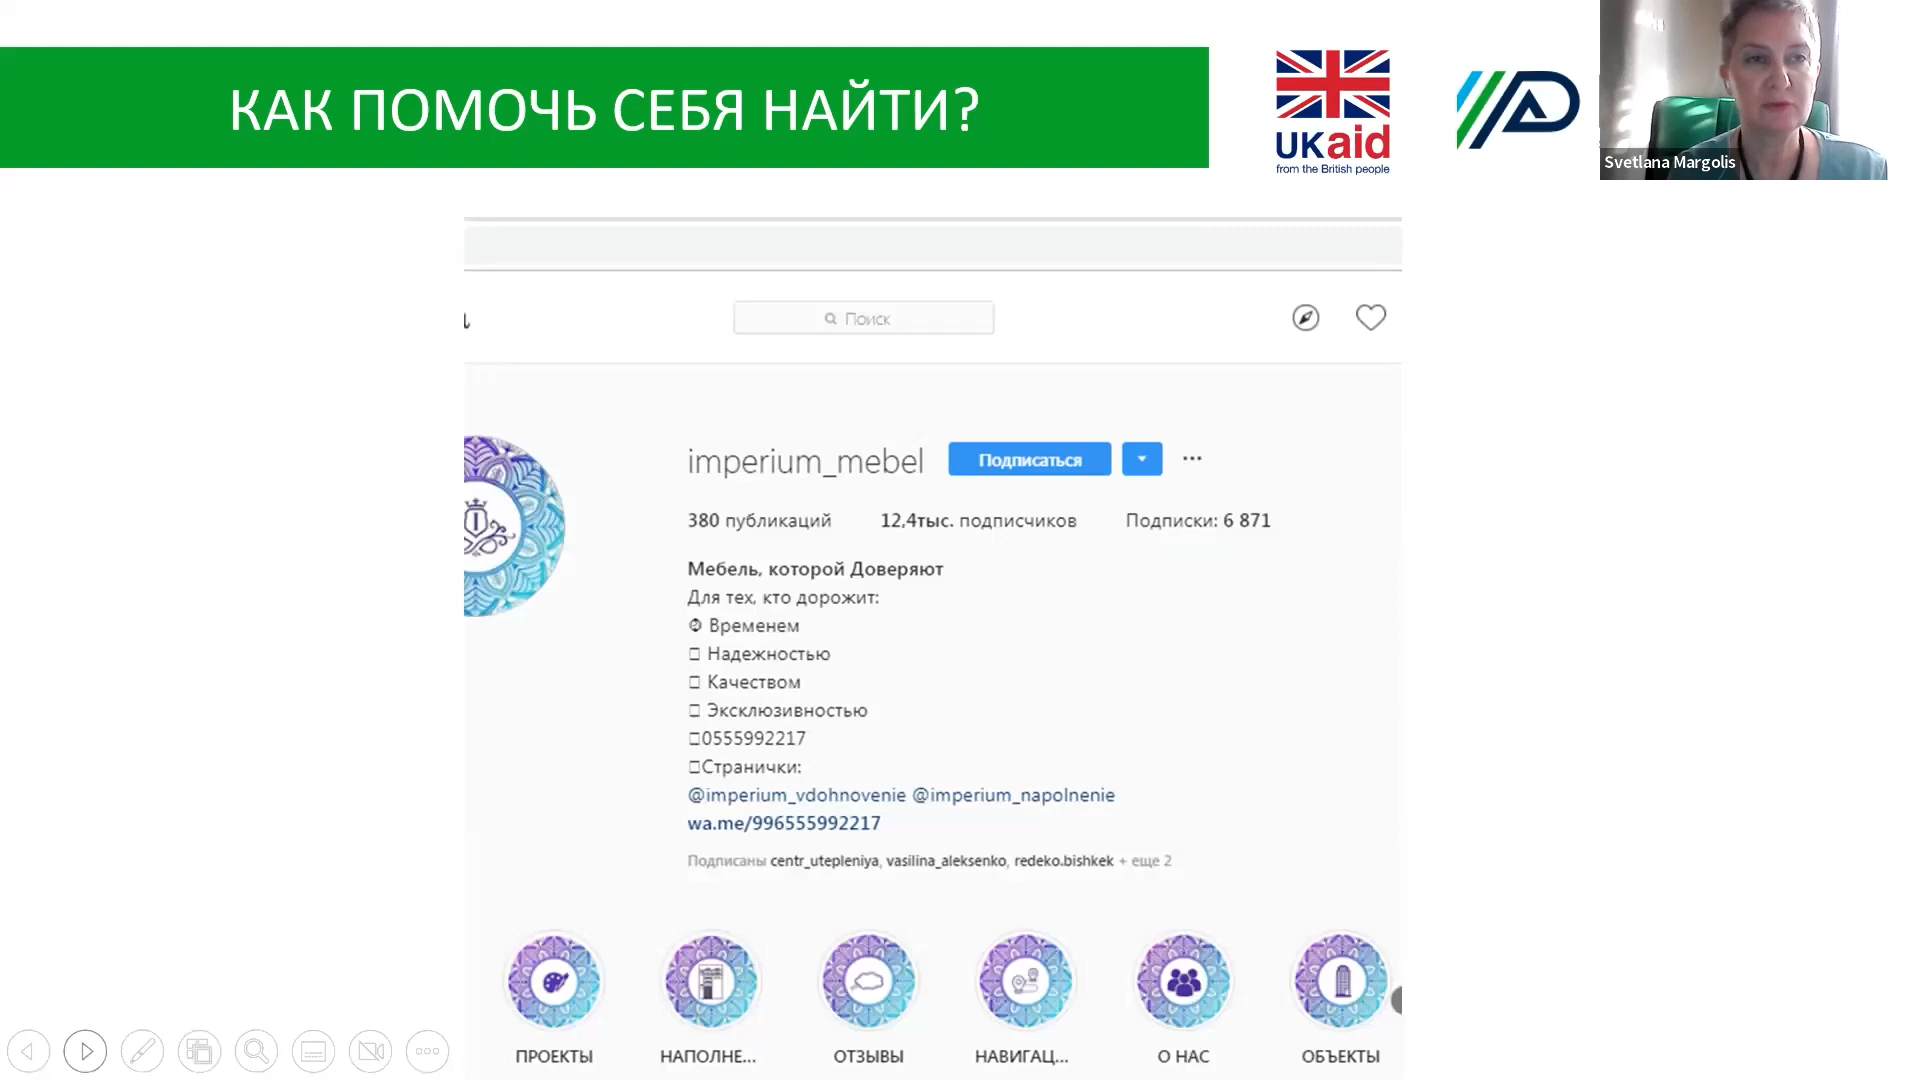 КАК ПОМОЧЬ СЕБЯ НАЙТИ?
UKaid
from the British people
Svetlana Margolis
Поиск
imperium_mebel Подписаться
380 публикаций 12,4тыс. подписчиков Подписки: 6 871
Мебель, которой Доверяют
Для тех, кто дорожит:
Временем
Надежностью
Качеством
Эксклюзивностью
0555992217
Странички:
@imperium_vdohnovenie @imperium_napolnenie
wa.me/996555992217
Подписаны centr_utepleniya, vasilina_aleksenko, redeko.bishkek + еще 2
ПРОЕКТЫ НАПОЛНЕ... ОТЗЫВЫ НАВИГАЦ... О НАС ОБЪЕКТЫ